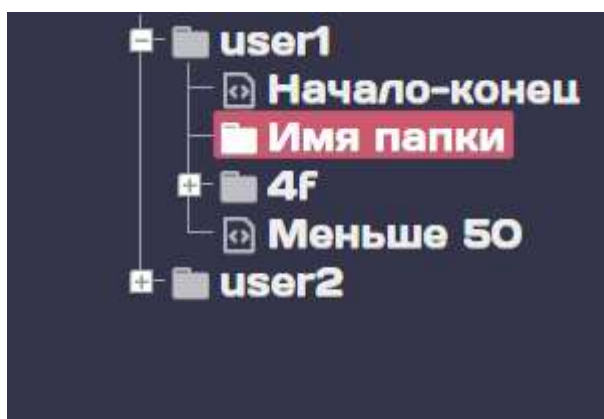 user1
Начало-конец
Имя папки
4f
Меньше 50
user2